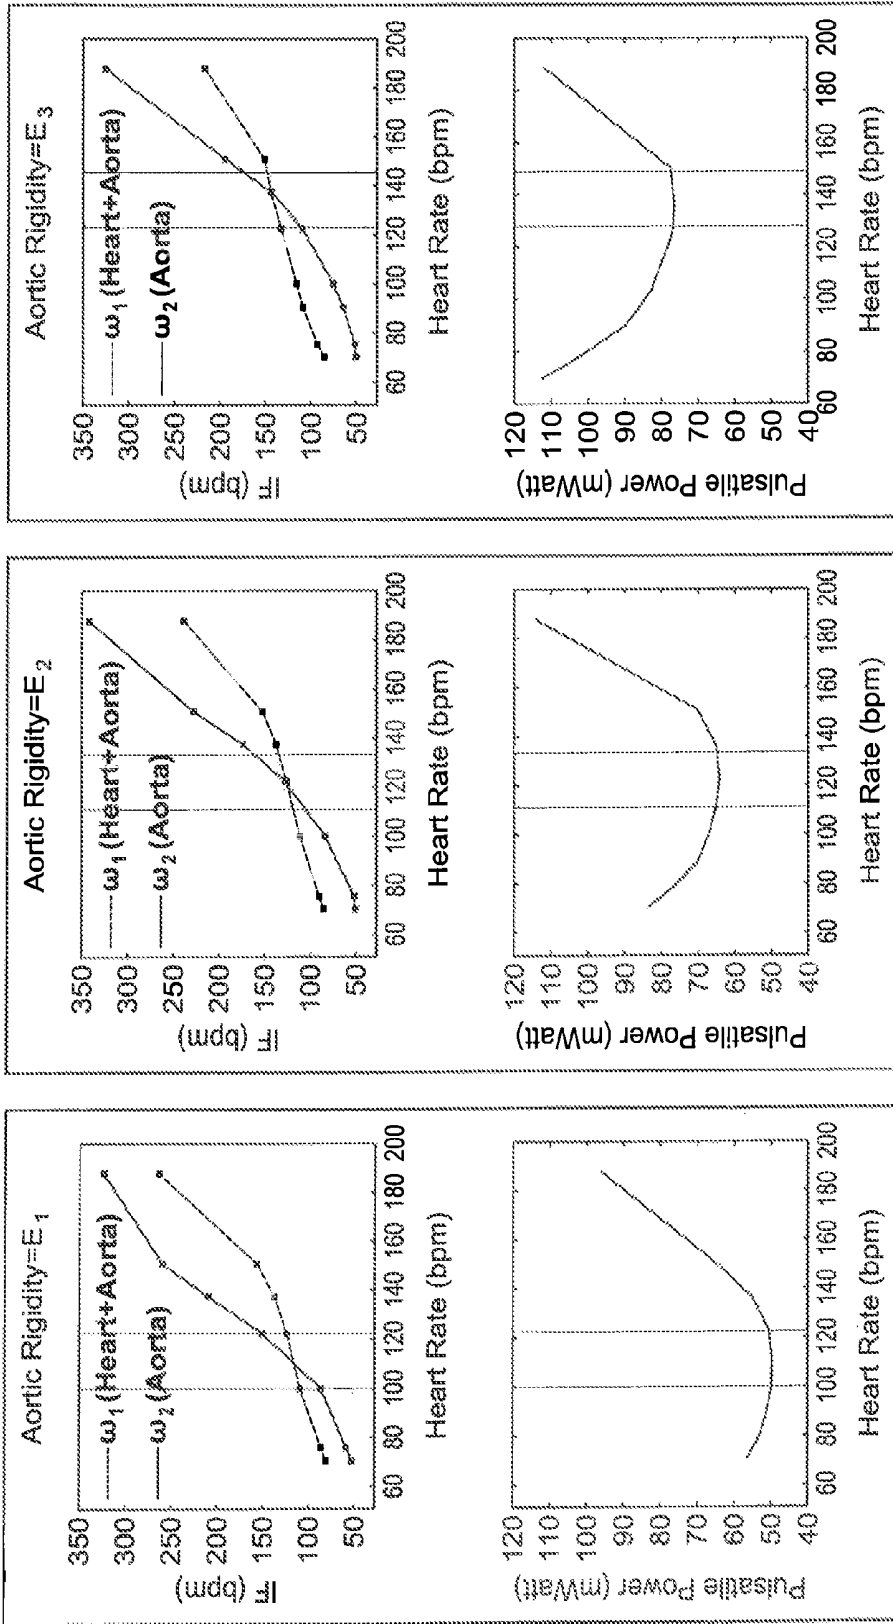 Aortic Rigidity=E1
ω1 (Heart+Aorta)
ω2 (Aorta)
350
300
250
200
150
100
50
IF (bpm)
60 80 100 120 140 160 180 200
Heart Rate (bpm)
120
110
100
90
80
70
60
50
40
Pulsatile Power (mWatt)
60 80 100 120 140 160 180 200
Heart Rate (bpm)
Aortic Rigidity=E2
ω1 (Heart+Aorta)
ω2 (Aorta)
350
300
250
200
150
100
50
IF (bpm)
60 80 100 120 140 160 180 200
Heart Rate (bpm)
120
110
100
90
80
70
60
50
40
Pulsatile Power (mWatt)
60 80 100 120 140 160 180 200
Heart Rate (bpm)
Aortic Rigidity=E3
ω1 (Heart+Aorta)
ω2 (Aorta)
350
300
250
200
150
100
50
IF (bpm)
60 80 100 120 140 160 180 200
Heart Rate (bpm)
120
110
100
90
80
70
60
50
40
Pulsatile Power (mWatt)
60 80 100 120 140 160 180 200
Heart Rate (bpm)